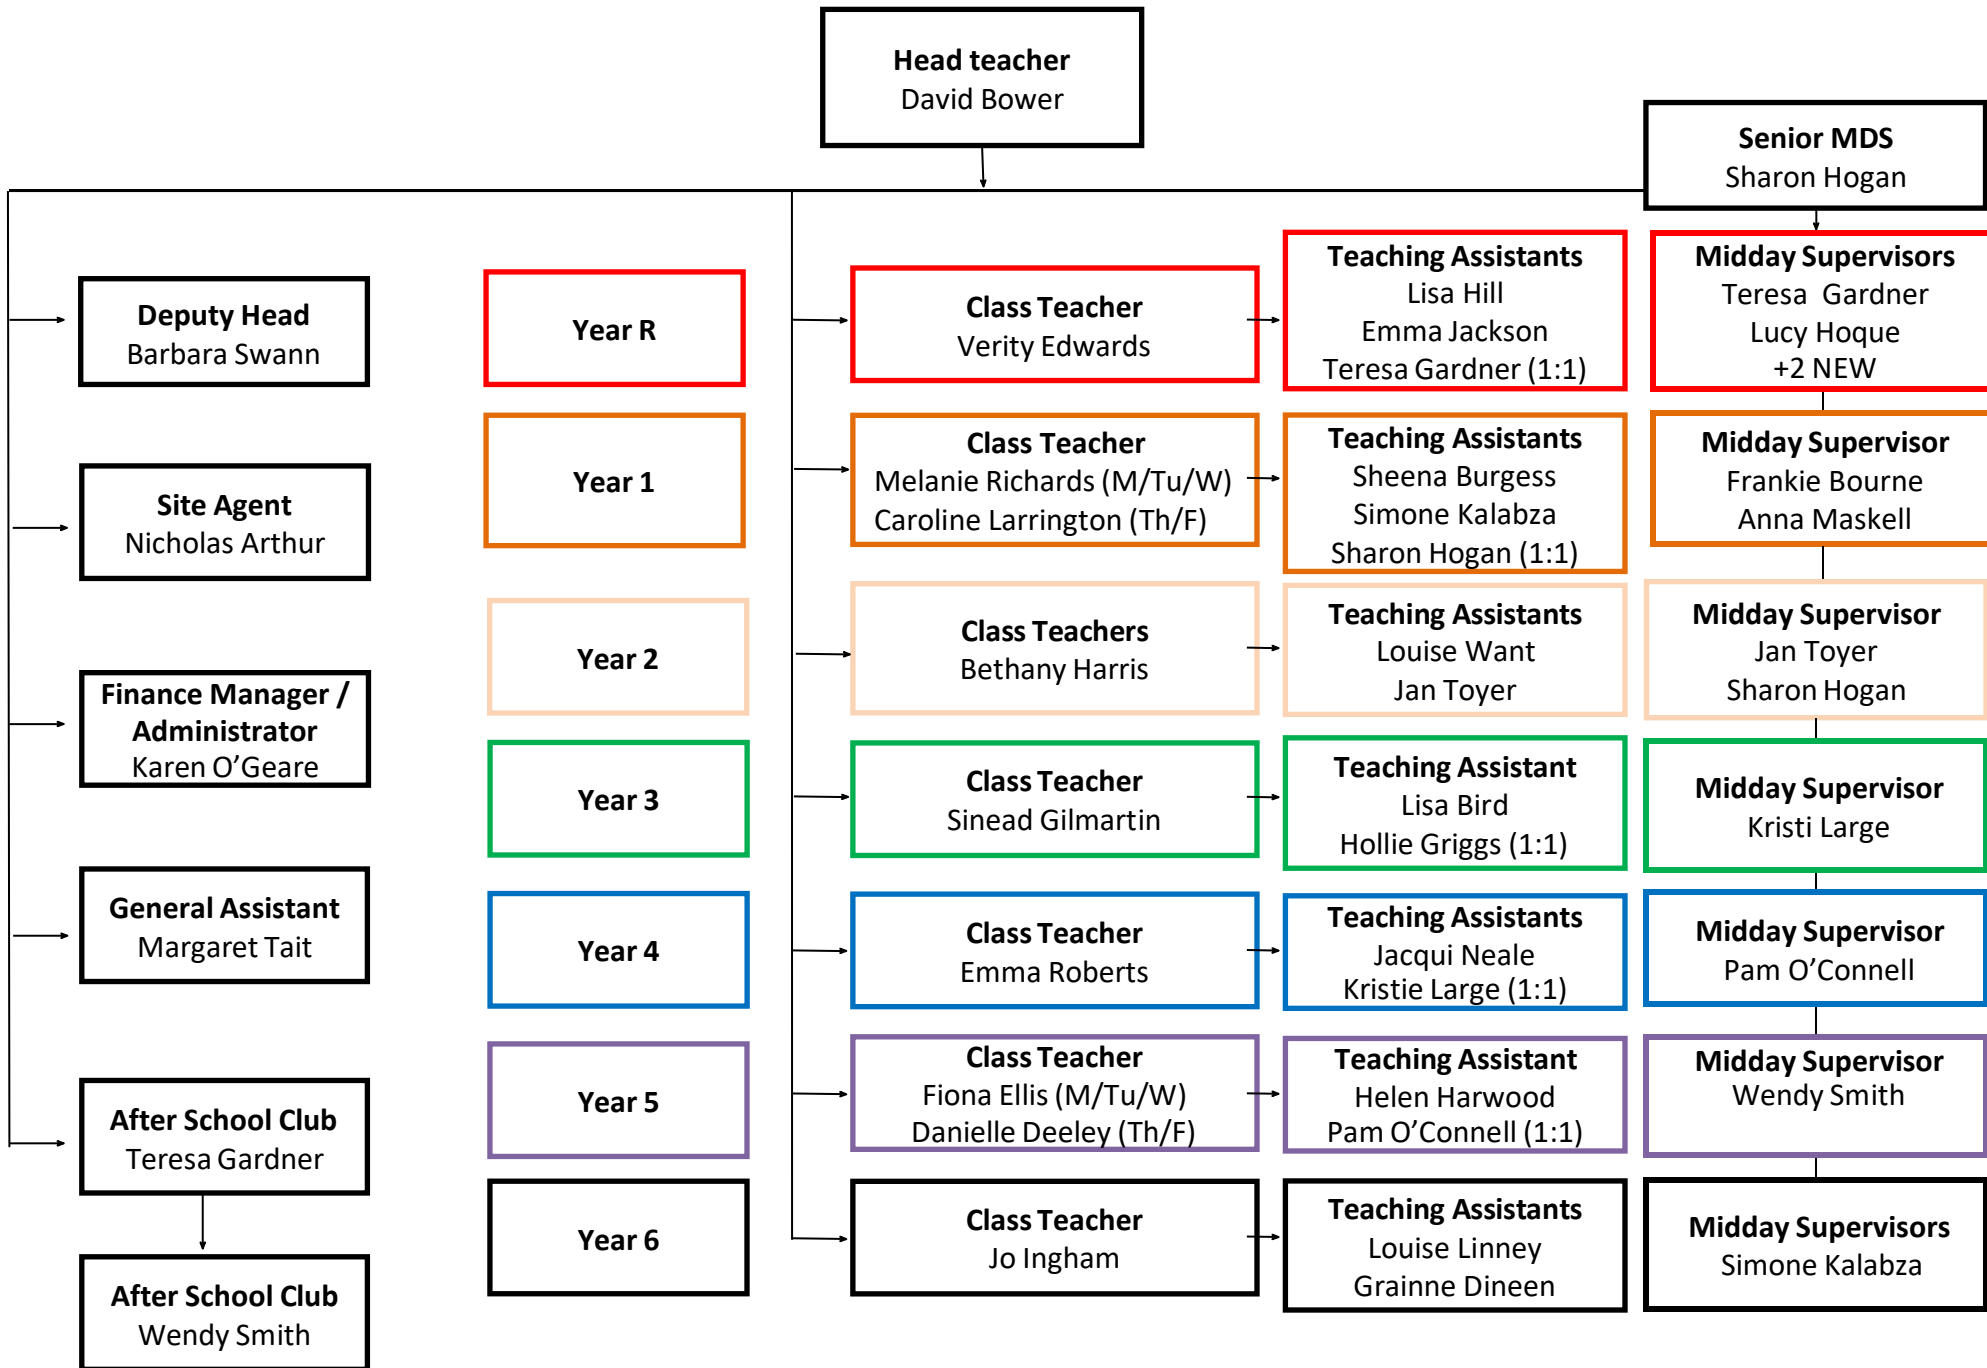 Head teacher
David Bower
Senior MDS
Sharon Hogan
Deputy Head
Barbara Swann
Site Agent
Nicholas Arthur
Finance Manager /
Administrator
Karen O’Geare
General Assistant
Margaret Tait
After School Club
Teresa Gardner
After School Club
Wendy Smith
Year R
Class Teacher
Verity Edwards
Teaching Assistants
Lisa Hill
Emma Jackson
Teresa Gardner (1:1)
Midday Supervisors
Teresa  Gardner
Lucy Hoque
+2 NEW
Year 1
Class Teacher
Melanie Richards (M/Tu/W)
Caroline Larrington (Th/F)
Teaching Assistants
Sheena Burgess
Simone Kalabza
Sharon Hogan (1:1)
Midday Supervisor
Frankie Bourne
Anna Maskell
Year 2
Class Teachers
Bethany Harris
Teaching Assistants
Louise Want
Jan Toyer
Midday Supervisor
Jan Toyer
Sharon Hogan
Year 3
Class Teacher
Sinead Gilmartin
Teaching Assistant
Lisa Bird
Hollie Griggs (1:1)
Midday Supervisor
Kristi Large
Year 4
Class Teacher
Emma Roberts
Teaching Assistants
Jacqui Neale
Kristie Large (1:1)
Midday Supervisor
Pam O’Connell
Year 5
Class Teacher
Fiona Ellis (M/Tu/W)
Danielle Deeley (Th/F)
Teaching Assistant
Helen Harwood
Pam O’Connell (1:1)
Midday Supervisor
Wendy Smith
Year 6
Class Teacher
Jo Ingham
Teaching Assistants
Louise Linney
Grainne Dineen
Midday Supervisors
Simone Kalabza